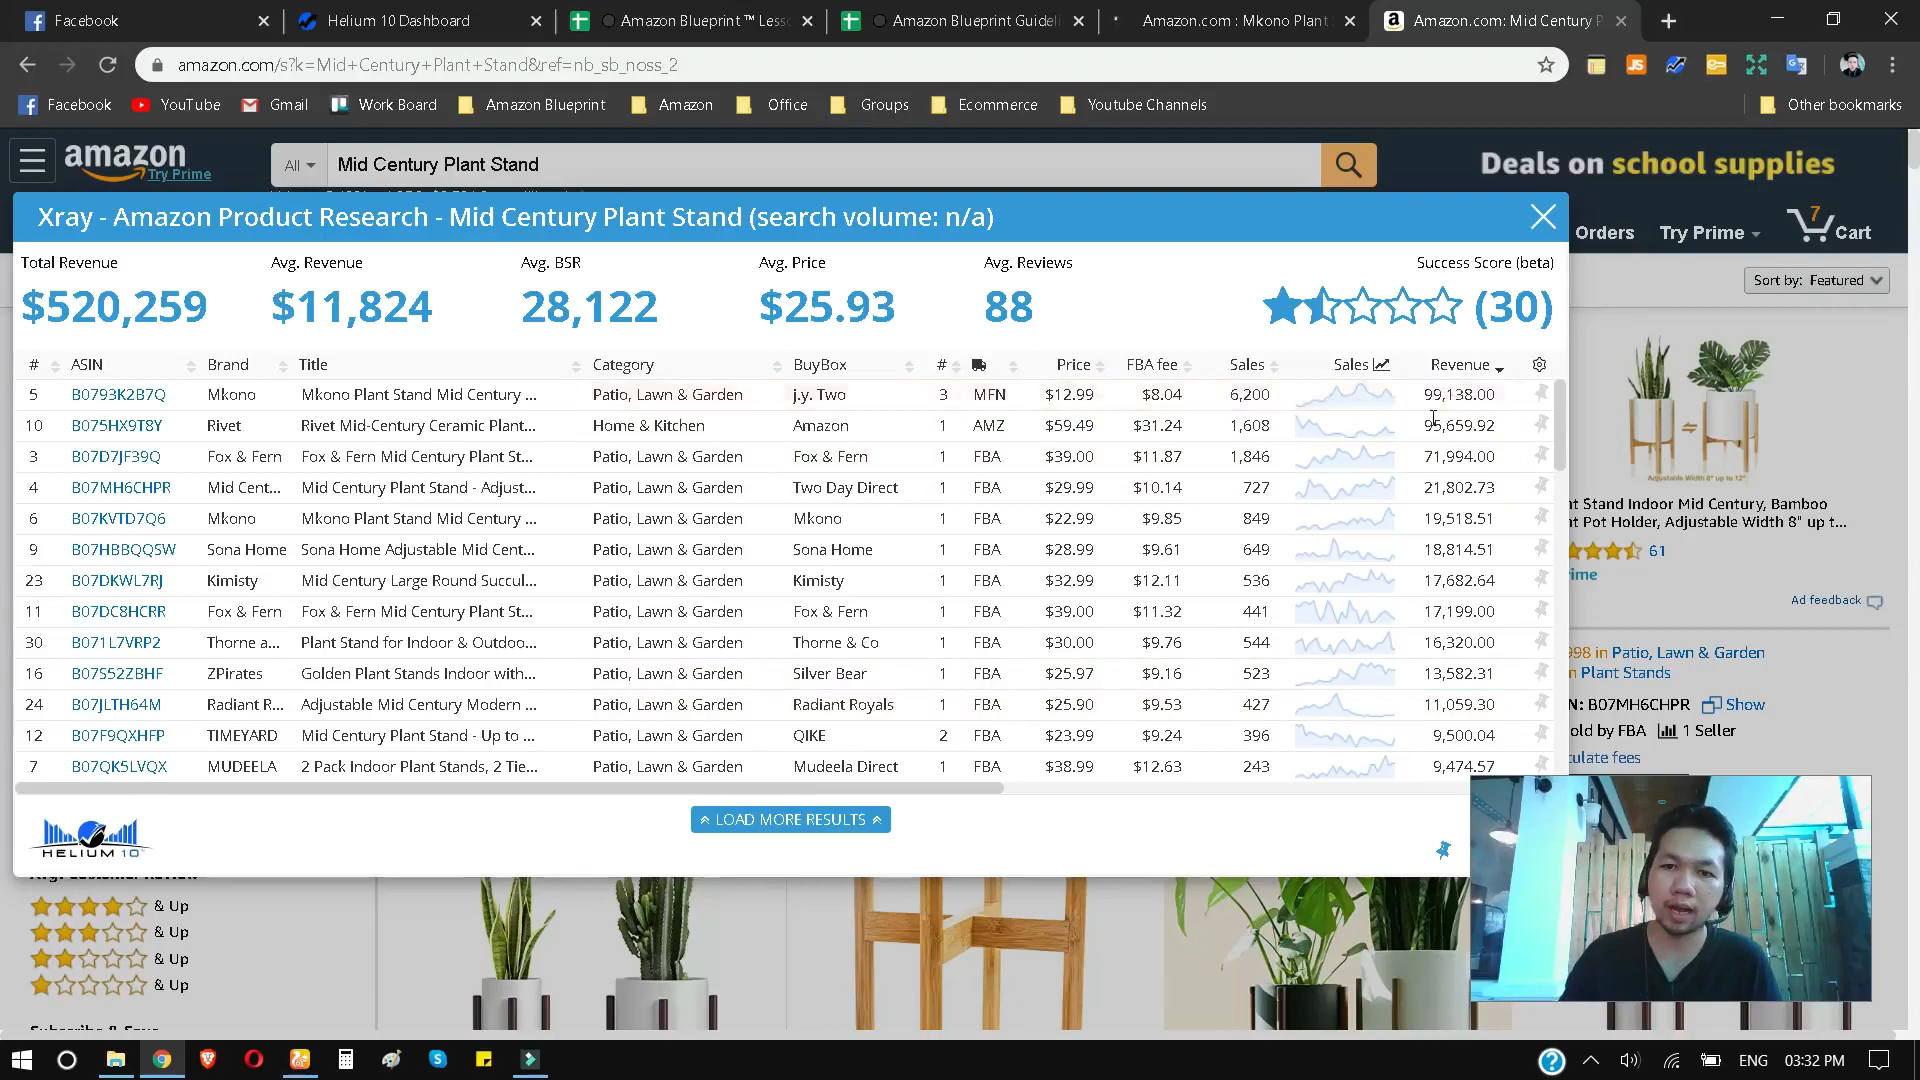 Facebook
Helium 10 Dashboard
Amazon Blueprint ™ Less
Amazon Blueprint Guideli
Amazon.com : Mkono Plant
Amazon.com: Mid Century P
amazon.com/s?k=Mid+Century+Plant+Stand&ref=nb_sb_noss_2
Facebook YouTube Gmail Work Board Amazon Blueprint Amazon Office Groups Ecommerce Youtube Channels Other bookmarks
amazon
Try Prime
All
Mid Century Plant Stand
Deals on school supplies
Orders Try Prime 7 Cart
Sort by: Featured
Xray - Amazon Product Research - Mid Century Plant Stand (search volume: n/a)
Total Revenue Avg. Revenue Avg. BSR Avg. Price Avg. Reviews Success Score (beta)
$520,259 $11,824 28,122 $25.93 88 (30)
# ASIN Brand Title Category BuyBox # Price FBA fee Sales Sales Revenue
5 B0793K2B7Q Mkono Mkono Plant Stand Mid Century ... Patio, Lawn & Garden j.y. Two 3 MFN $12.99 $8.04 6,200 99,138.00
10 B075HX9T8Y Rivet Rivet Mid-Century Ceramic Plant... Home & Kitchen Amazon 1 AMZ $59.49 $31.24 1,608 95,659.92
3 B07D7JF39Q Fox & Fern Fox & Fern Mid Century Plant St... Patio, Lawn & Garden Fox & Fern 1 FBA $39.00 $11.87 1,846 71,994.00
4 B07MH6CHPR Mid Cent... Mid Century Plant Stand - Adjust... Patio, Lawn & Garden Two Day Direct 1 FBA $29.99 $10.14 727 21,802.73
6 B07KVTD7Q6 Mkono Mkono Plant Stand Mid Century ... Patio, Lawn & Garden Mkono 1 FBA $22.99 $9.85 849 19,518.51
9 B07HBBQQSW Sona Home Sona Home Adjustable Mid Cent... Patio, Lawn & Garden Sona Home 1 FBA $28.99 $9.61 649 18,814.51
23 B07DKWL7RJ Kimisty Mid Century Large Round Succul... Patio, Lawn & Garden Kimisty 1 FBA $32.99 $12.11 536 17,682.64
11 B07DC8HCRR Fox & Fern Fox & Fern Mid Century Plant St... Patio, Lawn & Garden Fox & Fern 1 FBA $39.00 $11.32 441 17,199.00
30 B071L7VRP2 Thorne a... Plant Stand for Indoor & Outdoo... Patio, Lawn & Garden Thorne & Co 1 FBA $30.00 $9.76 544 16,320.00
16 B07S52ZBHF ZPirates Golden Plant Stands Indoor with... Patio, Lawn & Garden Silver Bear 1 FBA $25.97 $9.16 523 13,582.31
24 B07JLTH64M Radiant R... Adjustable Mid Century Modern ... Patio, Lawn & Garden Radiant Royals 1 FBA $25.90 $9.53 427 11,059.30
12 B07F9QXHFP TIMEYARD Mid Century Plant Stand - Up to ... Patio, Lawn & Garden QIKE 2 FBA $23.99 $9.24 396 9,500.04
7 B07QK5LVQX MUDEELA 2 Pack Indoor Plant Stands, 2 Tie... Patio, Lawn & Garden Mudeela Direct 1 FBA $38.99 $12.63 243 9,474.57
LOAD MORE RESULTS
HELIUM 10
Adjustable Width 8" up to 12"
nt Stand Indoor Mid Century, Bamboo
nt Pot Holder, Adjustable Width 8" up t...
61
ime
Ad feedback
998 in Patio, Lawn & Garden
n Plant Stands
N: B07MH6CHPR Show
old by FBA 1 Seller
culate fees
Avg. Customer Review
& Up
& Up
& Up
& Up
Subscribe & Save
ENG 03:32 PM